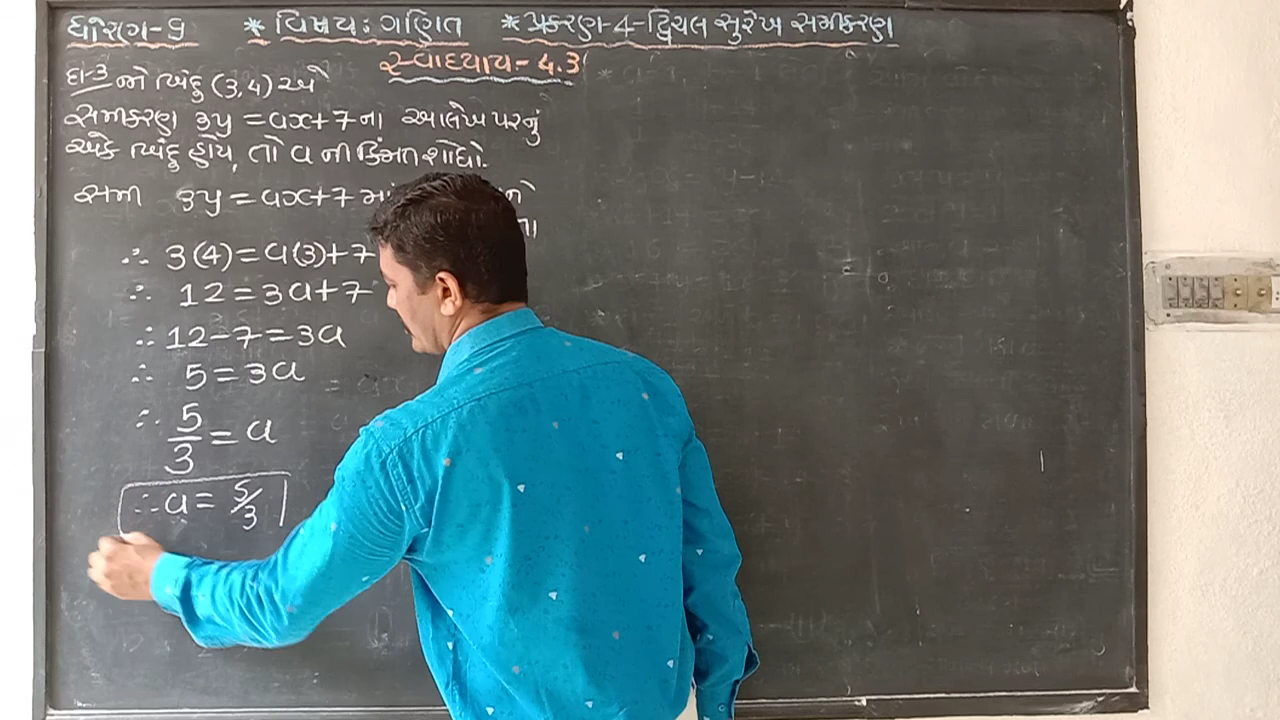 ધોરણ-9 * વિષય : ગણિત * પ્રકરણ-4-દ્વિચલ સુરેખ સમીકરણ
સ્વાધ્યાય - 4.3
દા-3 જો બિંદુ (3,4) એ
સમીકરણ 3y = ax+7 ના આલેખ પરનું
એક બિંદુ હોય, તો a ની કિંમત શોધો.
સમી 3y = ax+7
∴ 3(4) = a(3)+7
∴ 12 = 3a+7
∴ 12-7 = 3a
∴ 5 = 3a
∴ 5/3 = a
∴ a = 5/3